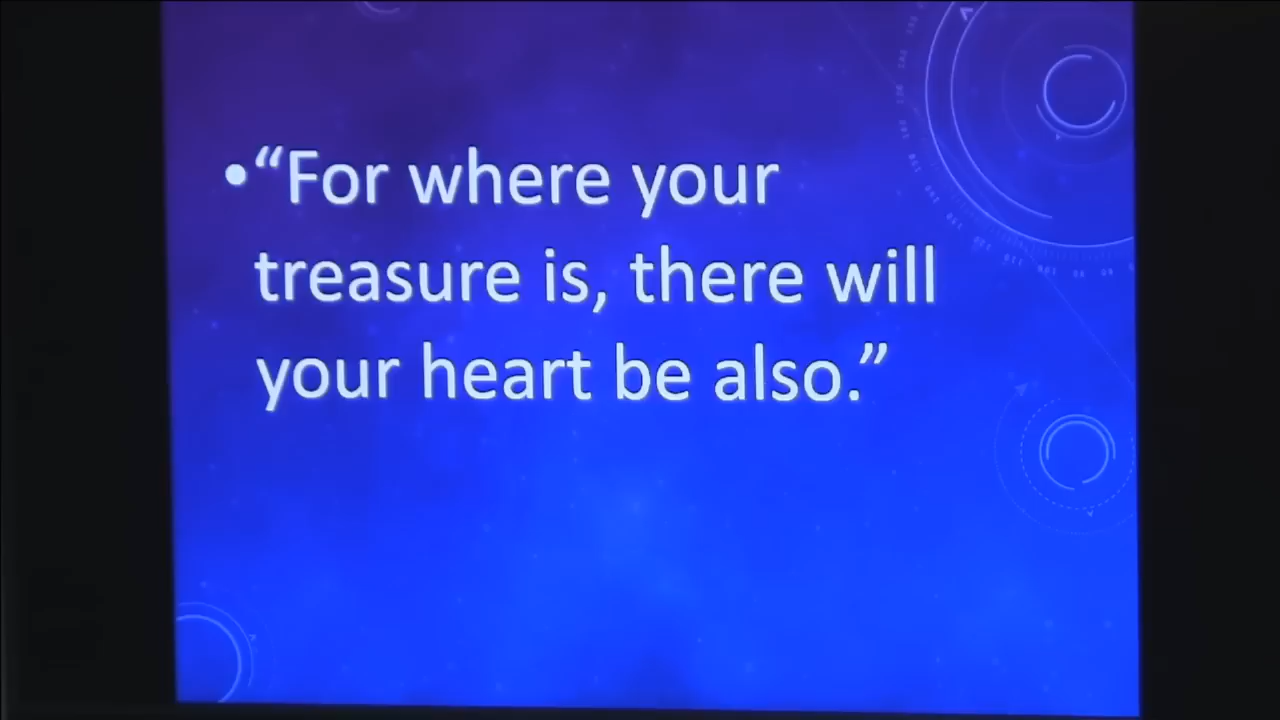 •“For where your
treasure is, there will
your heart be also.”